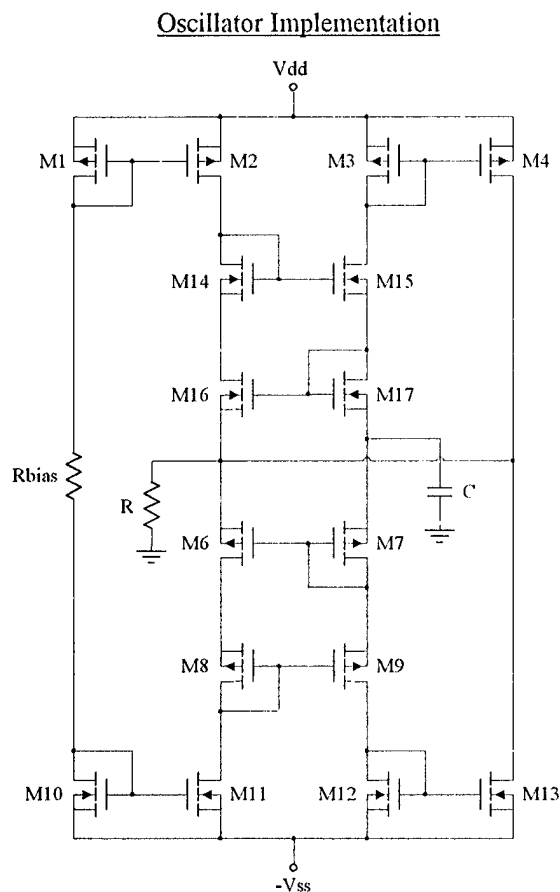 Oscillator Implementation
Vdd
M1 M2 M3 M4
M14 M15
M16 M17
Rbias
R
C
M6 M7
M8 M9
M10 M11 M12 M13
-Vss